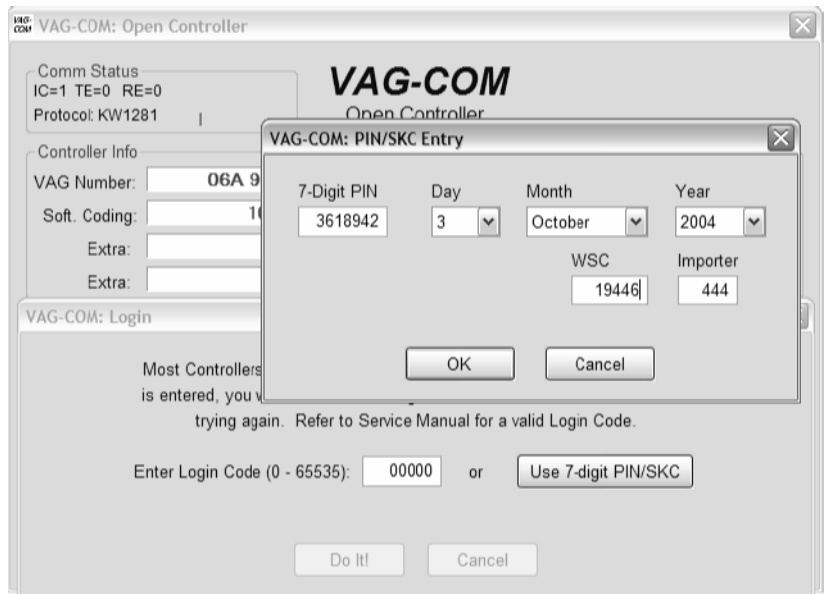 VAG-COM
VAG-COM: Open Controller
Comm Status
IC=1 TE=0 RE=0
Protocol: KW1281
VAG-COM
Open Controller
Controller Info
VAG Number: 06A 9
Soft. Coding:
Extra:
Extra:
VAG-COM: PIN/SKC Entry
7-Digit PIN Day Month Year
3618942 3 October 2004
WSC Importer
19446 444
OK Cancel
VAG-COM: Login
Most Controllers
is entered, you
trying again. Refer to Service Manual for a valid Login Code.
Enter Login Code (0 - 65535): 00000 or Use 7-digit PIN/SKC
Do It! Cancel